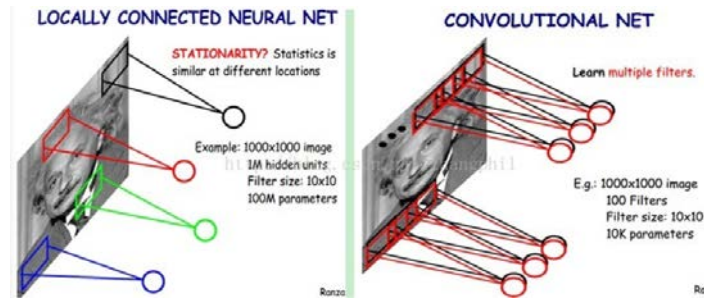 LOCALLY CONNECTED NEURAL NET
STATIONARITY? Statistics is
similar at different locations
Example: 1000x1000 image
1M hidden units
Filter size: 10x10
100M parameters
Ranza
CONVOLUTIONAL NET
Learn multiple filters.
E.g.: 1000x1000 image
100 Filters
Filter size: 10x10
10K parameters
Ra